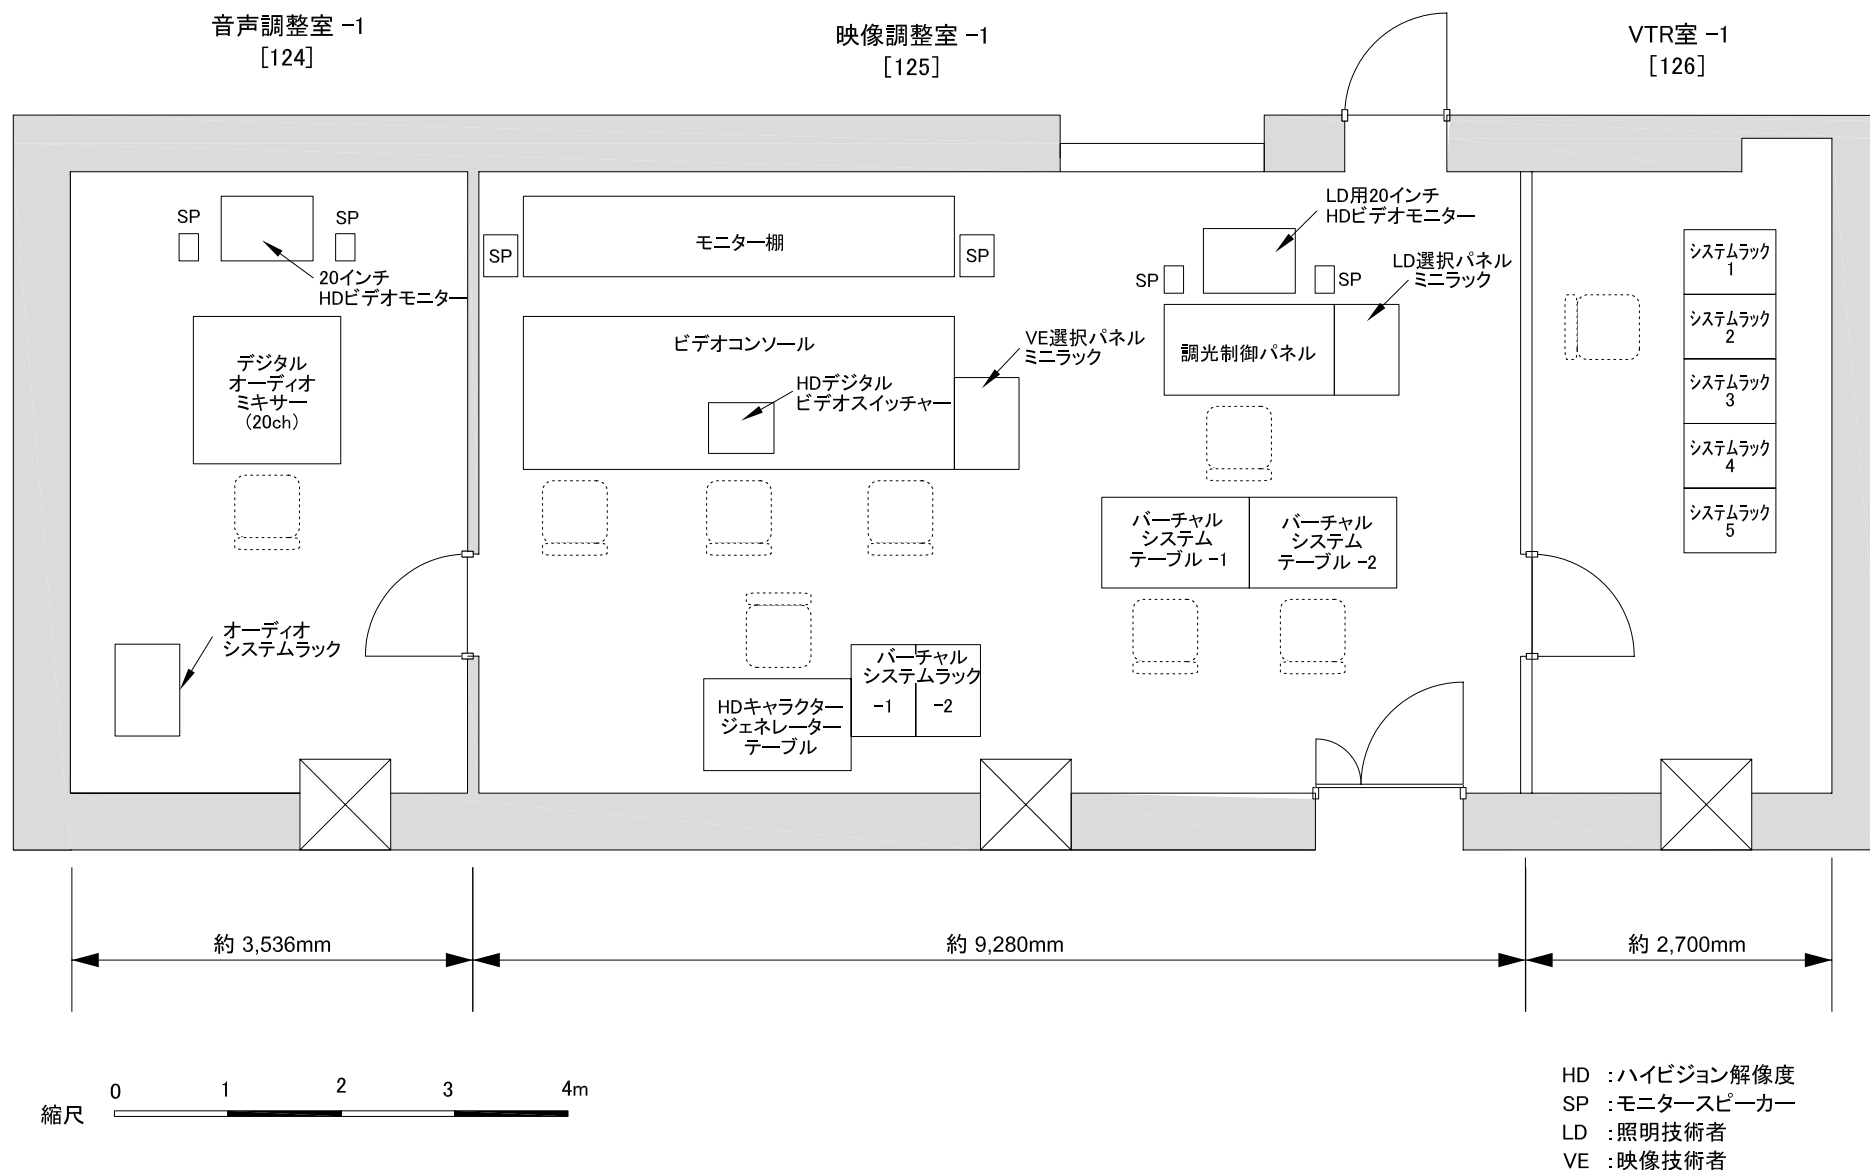 音声調整室 -1
[124]
映像調整室 -1
[125]
VTR室 -1
[126]
SP
SP
20インチ
HDビデオモニター
デジタル
オーディオ
ミキサー
(20ch)
オーディオ
システムラック
SP
モニター棚
SP
ビデオコンソール
HDデジタル
ビデオスイッチャー
VE選択パネル
ミニラック
LD用20インチ
HDビデオモニター
SP
SP
LD選択パネル
ミニラック
調光制御パネル
バーチャル
システム
テーブル -1
バーチャル
システム
テーブル -2
バーチャル
システムラック
-1
-2
HDキャラクター
ジェネレーター
テーブル
システムラック
1
システムラック
2
システムラック
3
システムラック
4
システムラック
5
約 3,536mm
約 9,280mm
約 2,700mm
縮尺
0 1 2 3 4m
HD :ハイビジョン解像度
SP :モニタースピーカー
LD :照明技術者
VE :映像技術者